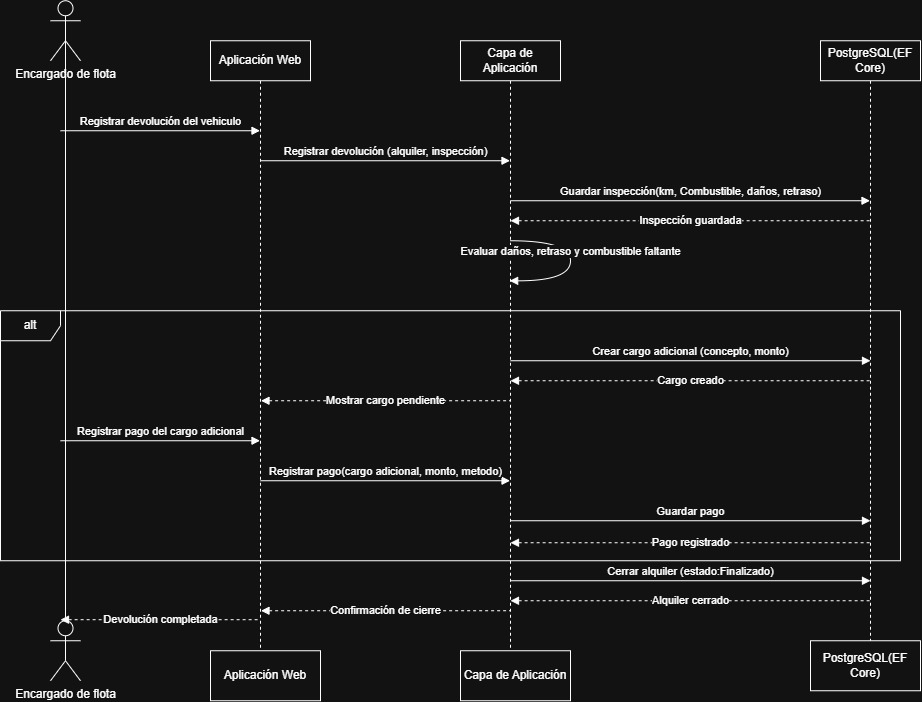 Encargado de flota
Aplicación Web
Capa de
Aplicación
PostgreSQL(EF
Core)
Registrar devolución del vehiculo
Registrar devolución (alquiler, inspección)
Guardar inspección(km, Combustible, daños, retraso)
Inspección guardada
Evaluar daños, retraso y combustible faltante
alt
Crear cargo adicional (concepto, monto)
Cargo creado
Mostrar cargo pendiente
Registrar pago del cargo adicional
Registrar pago(cargo adicional, monto, metodo)
Guardar pago
Pago registrado
Cerrar alquiler (estado:Finalizado)
Alquiler cerrado
Confirmación de cierre
Devolución completada
Encargado de flota
Aplicación Web
Capa de Aplicación
PostgreSQL(EF
Core)